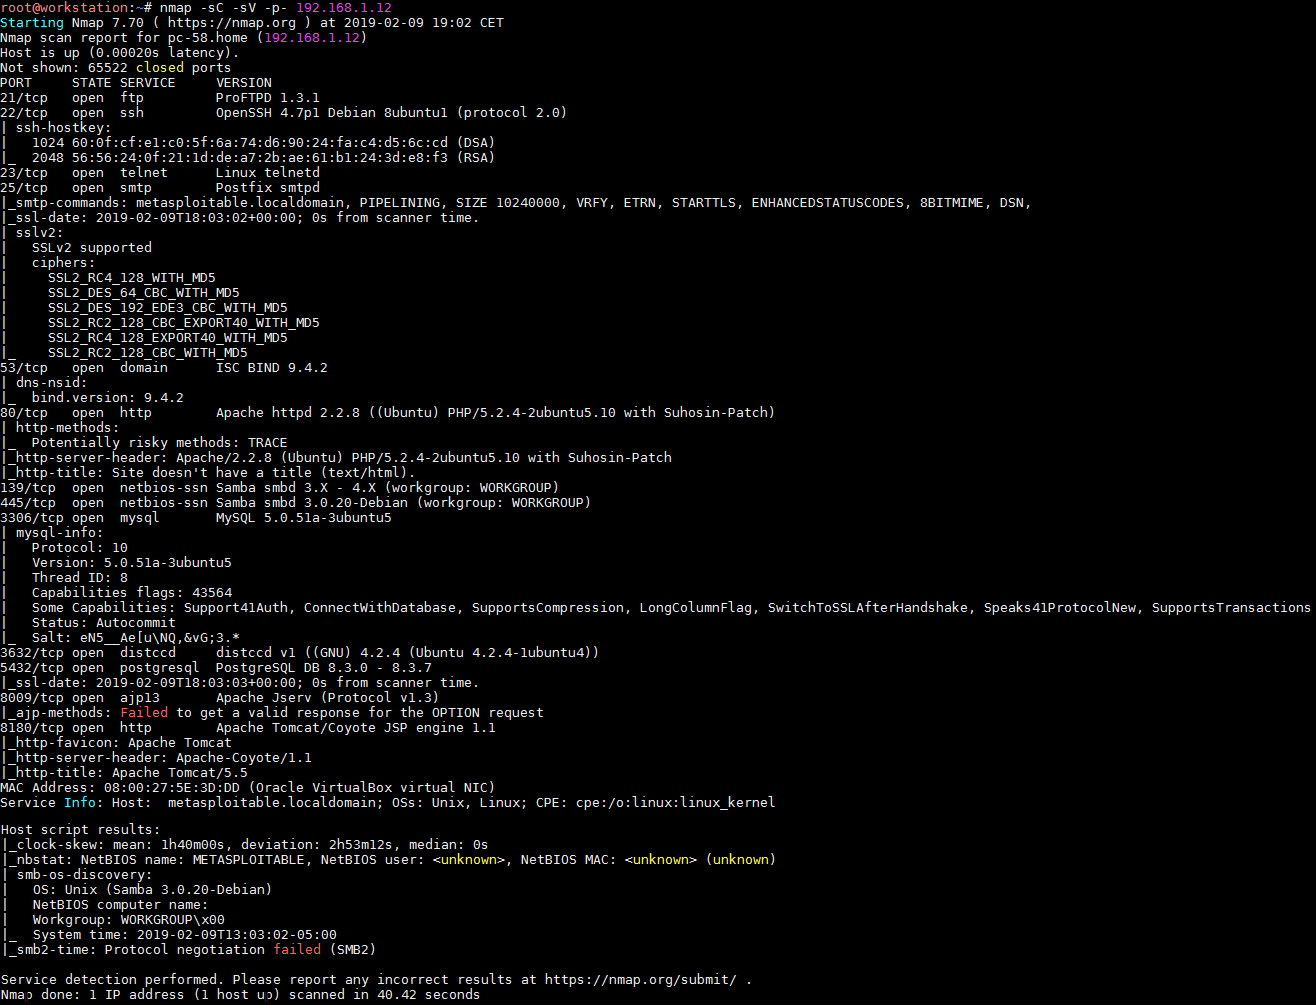 root@workstation:~# nmap -sC -sV -p- 192.168.1.12
Starting Nmap 7.70 ( https://nmap.org ) at 2019-02-09 19:02 CET
Nmap scan report for pc-58.home (192.168.1.12)
Host is up (0.00020s latency).
Not shown: 65522 closed ports
PORT     STATE SERVICE     VERSION
21/tcp   open  ftp         ProFTPD 1.3.1
22/tcp   open  ssh         OpenSSH 4.7p1 Debian 8ubuntu1 (protocol 2.0)
| ssh-hostkey:
|   1024 60:0f:cf:e1:c0:5f:6a:74:d6:90:24:fa:c4:d5:6c:cd (DSA)
|_  2048 56:56:24:0f:21:1d:de:a7:2b:ae:61:b1:24:3d:e8:f3 (RSA)
23/tcp   open  telnet      Linux telnetd
25/tcp   open  smtp        Postfix smtpd
|_smtp-commands: metasploitable.localdomain, PIPELINING, SIZE 10240000, VRFY, ETRN, STARTTLS, ENHANCEDSTATUSCODES, 8BITMIME, DSN,
|_ssl-date: 2019-02-09T18:03:02+00:00; 0s from scanner time.
| sslv2:
|   SSLv2 supported
|   ciphers:
|     SSL2_RC4_128_WITH_MD5
|     SSL2_DES_64_CBC_WITH_MD5
|     SSL2_DES_192_EDE3_CBC_WITH_MD5
|     SSL2_RC2_128_CBC_EXPORT40_WITH_MD5
|     SSL2_RC4_128_EXPORT40_WITH_MD5
|_    SSL2_RC2_128_CBC_WITH_MD5
53/tcp   open  domain      ISC BIND 9.4.2
| dns-nsid:
|_  bind.version: 9.4.2
80/tcp   open  http        Apache httpd 2.2.8 ((Ubuntu) PHP/5.2.4-2ubuntu5.10 with Suhosin-Patch)
| http-methods:
|_  Potentially risky methods: TRACE
|_http-server-header: Apache/2.2.8 (Ubuntu) PHP/5.2.4-2ubuntu5.10 with Suhosin-Patch
|_http-title: Site doesn't have a title (text/html).
139/tcp  open  netbios-ssn Samba smbd 3.X - 4.X (workgroup: WORKGROUP)
445/tcp  open  netbios-ssn Samba smbd 3.0.20-Debian (workgroup: WORKGROUP)
3306/tcp open  mysql       MySQL 5.0.51a-3ubuntu5
| mysql-info:
|   Protocol: 10
|   Version: 5.0.51a-3ubuntu5
|   Thread ID: 8
|   Capabilities flags: 43564
|   Some Capabilities: Support41Auth, ConnectWithDatabase, SupportsCompression, LongColumnFlag, SwitchToSSLAfterHandshake, Speaks41ProtocolNew, SupportsTransactions
|   Status: Autocommit
|_  Salt: eN5__Ae[u\NQ,&vG;3.*
3632/tcp open  distccd     distccd v1 ((GNU) 4.2.4 (Ubuntu 4.2.4-1ubuntu4))
5432/tcp open  postgresql  PostgreSQL DB 8.3.0 - 8.3.7
|_ssl-date: 2019-02-09T18:03:03+00:00; 0s from scanner time.
8009/tcp open  ajp13       Apache Jserv (Protocol v1.3)
|_ajp-methods: Failed to get a valid response for the OPTION request
8180/tcp open  http        Apache Tomcat/Coyote JSP engine 1.1
|_http-favicon: Apache Tomcat
|_http-server-header: Apache-Coyote/1.1
|_http-title: Apache Tomcat/5.5
MAC Address: 08:00:27:5E:3D:DD (Oracle VirtualBox virtual NIC)
Service Info: Host:  metasploitable.localdomain; OSs: Unix, Linux; CPE: cpe:/o:linux:linux_kernel

Host script results:
|_clock-skew: mean: 1h40m00s, deviation: 2h53m12s, median: 0s
|_nbstat: NetBIOS name: METASPLOITABLE, NetBIOS user: <unknown>, NetBIOS MAC: <unknown> (unknown)
| smb-os-discovery:
|   OS: Unix (Samba 3.0.20-Debian)
|   NetBIOS computer name:
|   Workgroup: WORKGROUP\x00
|_  System time: 2019-02-09T13:03:02-05:00
|_smb2-time: Protocol negotiation failed (SMB2)

Service detection performed. Please report any incorrect results at https://nmap.org/submit/ .
Nmap done: 1 IP address (1 host up) scanned in 40.42 seconds